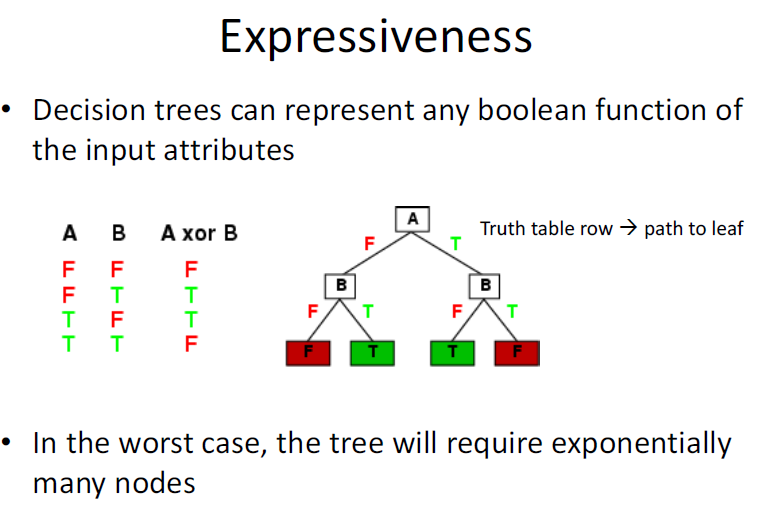 Expressiveness
• Decision trees can represent any boolean function of
the input attributes
A B A xor B
F F F
F T T
T F T
T T F
A
Truth table row → path to leaf
F T
B B
F T F T
F T T F
• In the worst case, the tree will require exponentially
many nodes